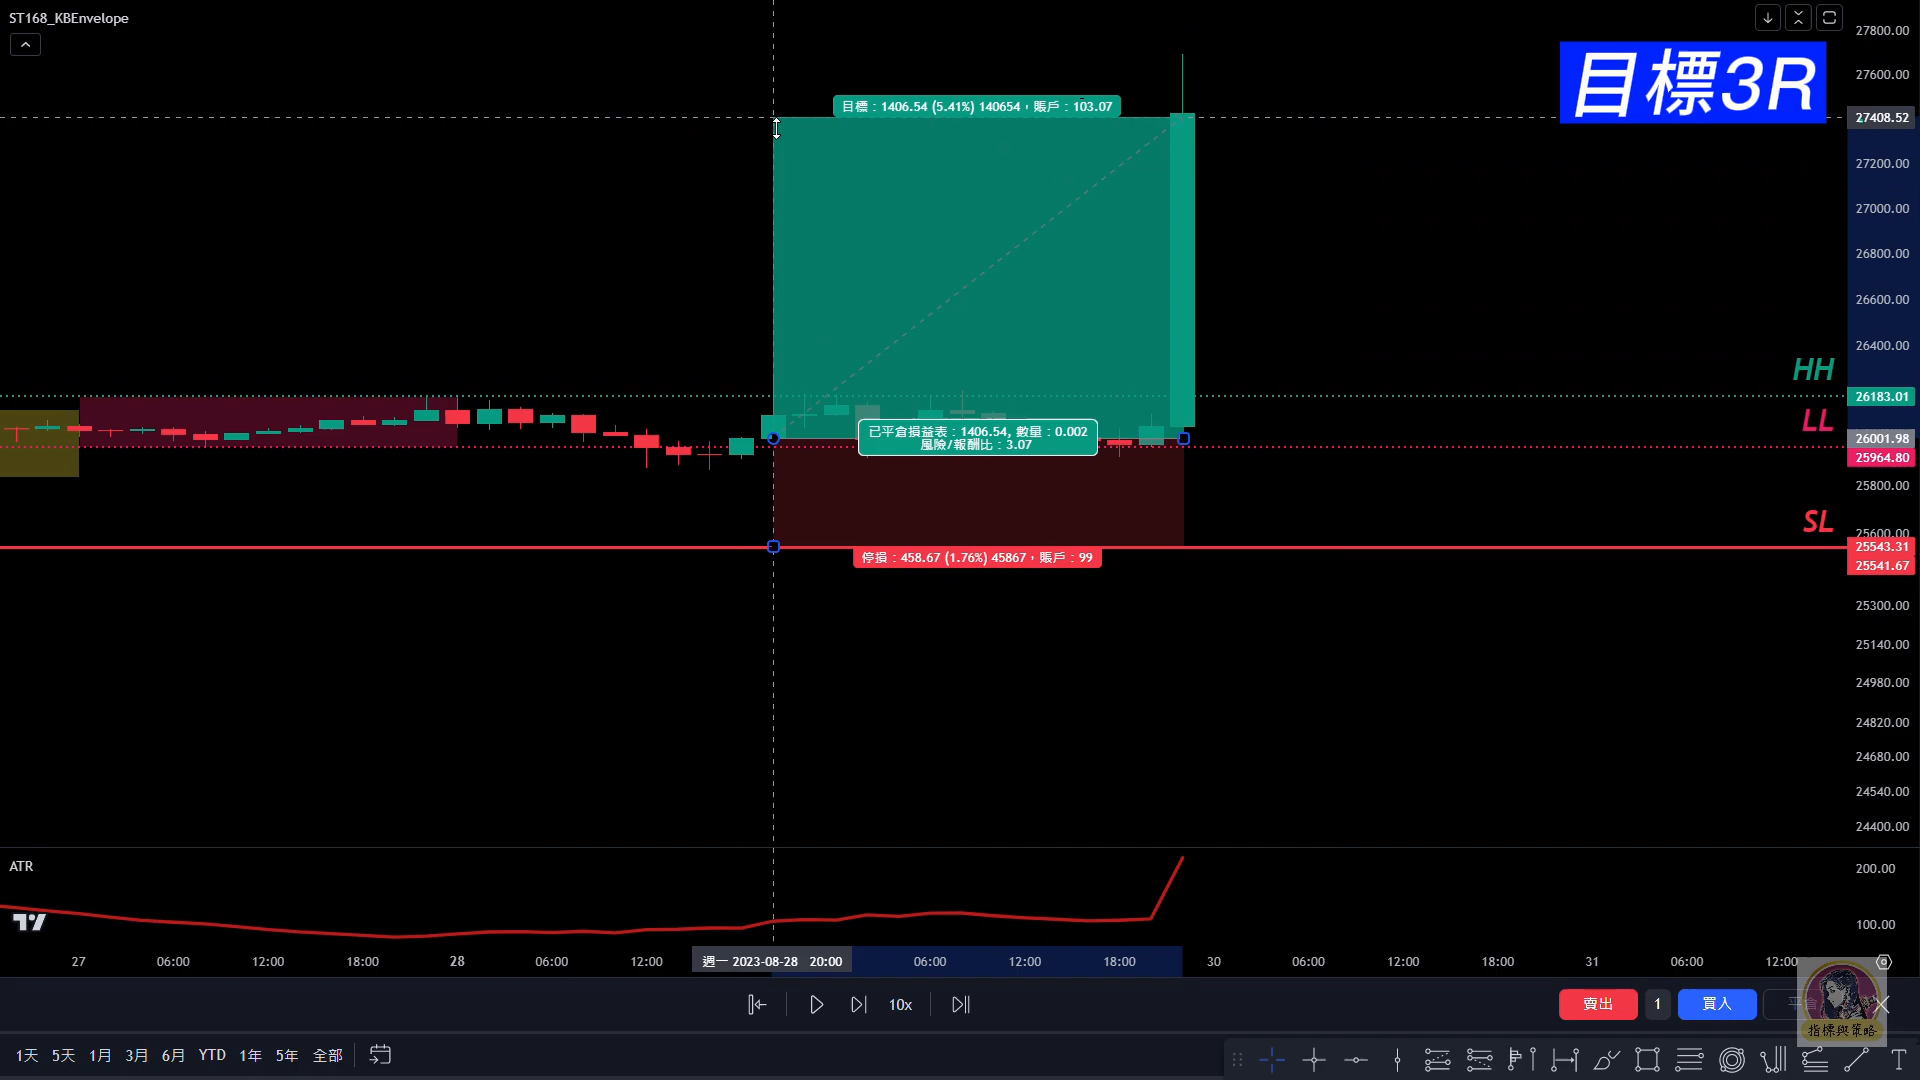 ST168_KBEnvelope
目標3R
目標：1406.54 (5.41%) 140654，賬戶：103.07
已平倉損益表：1406.54, 數量：0.002
風險/報酬比：3.07
停損：458.67 (1.76%) 45867，賬戶：99
27800.00
27600.00
27408.52
27200.00
27000.00
26800.00
26600.00
26400.00
HH
26183.01
LL
26001.98
25964.80
25800.00
SL
25600.00
25543.31
25541.67
25300.00
25140.00
24980.00
24820.00
24680.00
24540.00
24400.00
ATR
200.00
100.00
27 06:00 12:00 18:00 28 06:00 12:00 週一 2023-08-28 20:00 06:00 12:00 18:00 30 06:00 12:00 18:00 31 06:00 12:00
10x
賣出 1 買入 平倉
指標與策略
1天 5天 1月 3月 6月 YTD 1年 5年 全部